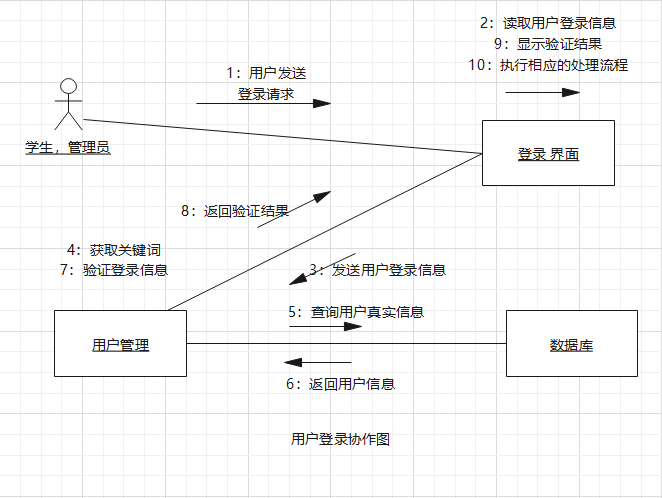 2：读取用户登录信息
9：显示验证结果
10：执行相应的处理流程
1：用户发送
登录请求
学生，管理员
登录 界面
8：返回验证结果
4：获取关键词
7：验证登录信息
3：发送用户登录信息
5：查询用户真实信息
用户管理
数据库
6：返回用户信息
用户登录协作图